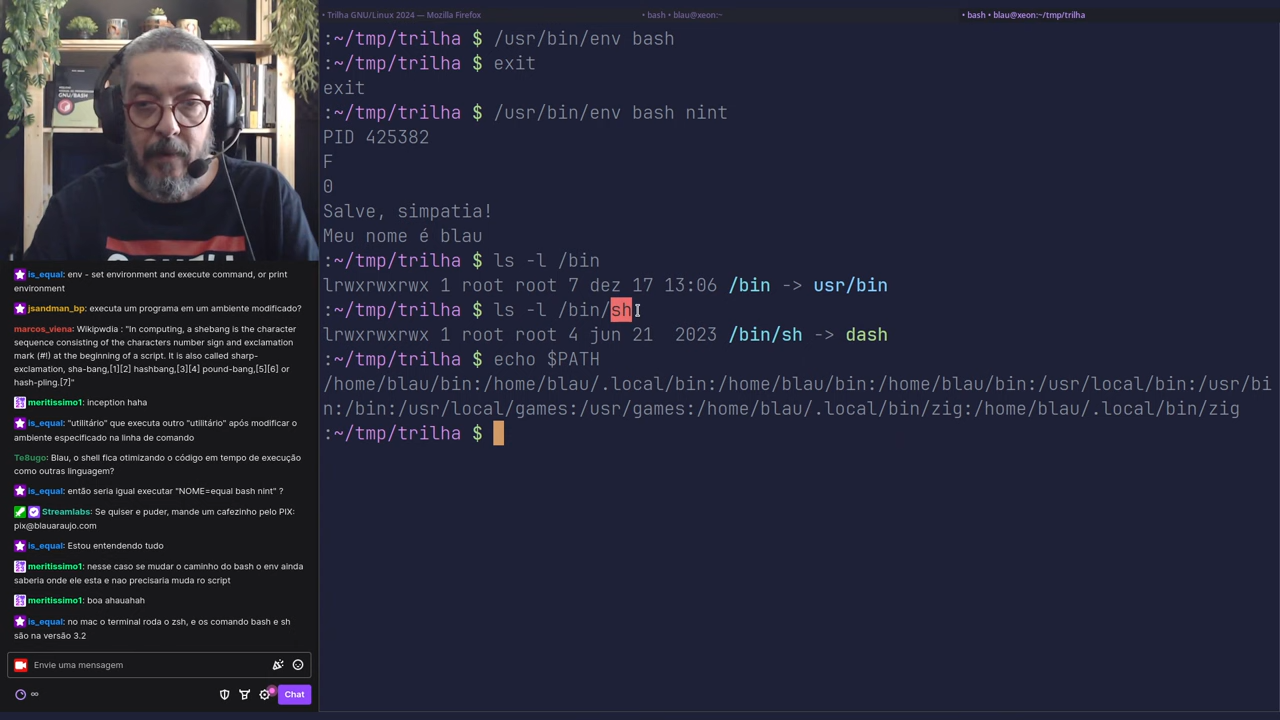 • Trilha GNU/Linux 2024 — Mozilla Firefox
• bash • blau@xeon:~
• bash • blau@xeon:~/tmp/trilha
:~/tmp/trilha $ /usr/bin/env bash
:~/tmp/trilha $ exit
exit
:~/tmp/trilha $ /usr/bin/env bash nint
PID 425382
F
0
Salve, simpatia!
Meu nome é blau
:~/tmp/trilha $ ls -l /bin
lrwxrwxrwx 1 root root 7 dez 17 13:06 /bin -> usr/bin
:~/tmp/trilha $ ls -l /bin/sh
lrwxrwxrwx 1 root root 4 jun 21  2023 /bin/sh -> dash
:~/tmp/trilha $ echo $PATH
/home/blau/bin:/home/blau/.local/bin:/home/blau/bin:/home/blau/bin:/usr/local/bin:/usr/bi
n:/bin:/usr/local/games:/usr/games:/home/blau/.local/bin/zig:/home/blau/.local/bin/zig
:~/tmp/trilha $
GNU/BASH
is_equal: env - set environment and execute command, or print
environment
jsandman_bp: executa um programa em um ambiente modificado?
marcos_viena: Wikipwdia : "In computing, a shebang is the character
sequence consisting of the characters number sign and exclamation
mark (#!) at the beginning of a script. It is also called sharp-
exclamation, sha-bang,[1][2] hashbang,[3][4] pound-bang,[5][6] or
hash-pling.[7]"
meritissimo1: inception haha
is_equal: "utilitário" que executa outro "utilitário" após modificar o
ambiente especificado na linha de comando
Te8ugo: Blau, o shell fica otimizando o código em tempo de execução
como outras linguagem?
is_equal: então seria igual executar "NOME=equal bash nint" ?
Streamlabs: Se quiser e puder, mande um cafezinho pelo PIX:
pix@blauaraujo.com
is_equal: Estou entendendo tudo
meritissimo1: nesse caso se mudar o caminho do bash o env ainda
saberia onde ele esta e nao precisaria muda ro script
meritissimo1: boa ahauahah
is_equal: no mac o terminal roda o zsh, e os comando bash e sh
são na versão 3.2
Envie uma mensagem
∞
Chat